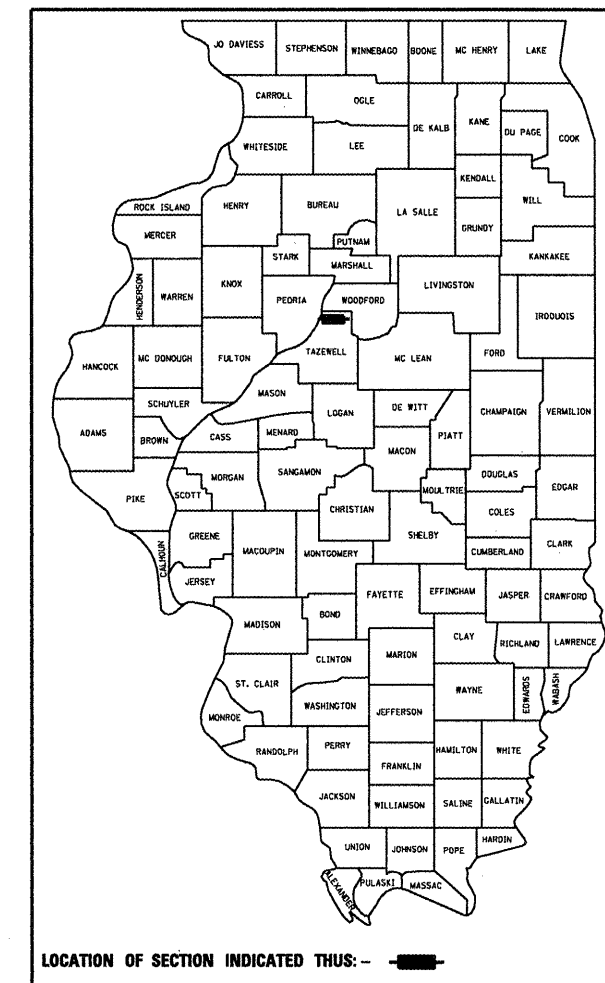 JO DAVIESS STEPHENSON WINNEBAGO BOONE MC HENRY LAKE
CARROLL OGLE DE KALB KANE DU PAGE COOK
WHITESIDE LEE
KENDALL
ROCK ISLAND HENRY BUREAU LA SALLE GRUNDY WILL
MERCER PUTNAM
STARK MARSHALL KANKAKEE
HENDERSON WARREN KNOX PEORIA WOODFORD LIVINGSTON IROQUOIS
HANCOCK MC DONOUGH FULTON TAZEWELL MC LEAN FORD
SCHUYLER MASON LOGAN DE WITT CHAMPAIGN VERMILION
ADAMS BROWN CASS MENARD MACON PIATT
PIKE SCOTT MORGAN SANGAMON CHRISTIAN MOULTRIE DOUGLAS EDGAR
COLES
CALHOUN GREENE MACOUPIN MONTGOMERY SHELBY CUMBERLAND CLARK
JERSEY FAYETTE EFFINGHAM JASPER CRAWFORD
MADISON BOND
CLINTON MARION CLAY RICHLAND LAWRENCE
ST. CLAIR WAYNE EDWARDS WABASH
MONROE WASHINGTON JEFFERSON
RANDOLPH PERRY HAMILTON WHITE
FRANKLIN
JACKSON WILLIAMSON SALINE GALLATIN
UNION JOHNSON POPE HARDIN
ALEXANDER PULASKI MASSAC
LOCATION OF SECTION INDICATED THUS: –